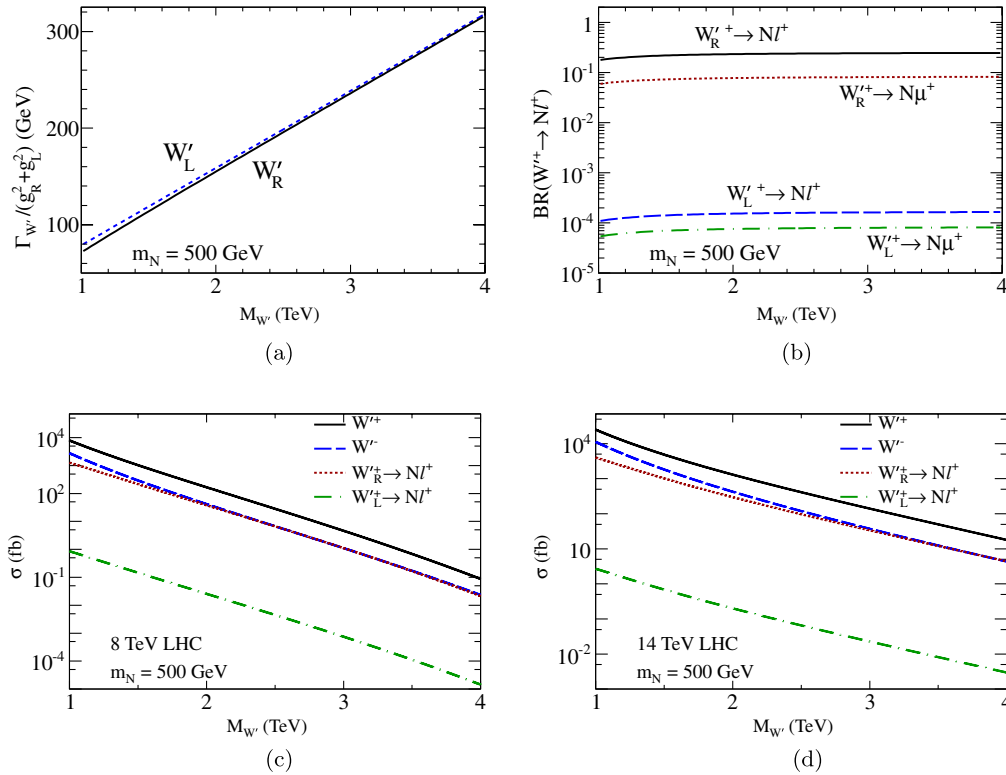 Γ_W'/(g_R^2+g_L^2) (GeV)
300
200
100
W'_L
W'_R
m_N = 500 GeV
1 2 3 4
M_W' (TeV)
(a)
BR(W'^+→ Nl^+)
1
10^-1
10^-2
10^-3
10^-4
10^-5
W'_R^+→ Nl^+
W'_R^+→ Nμ^+
W'_L^+→ Nl^+
W'_L^+→ Nμ^+
m_N = 500 GeV
1 2 3 4
M_W' (TeV)
(b)
σ (fb)
10^4
10^2
10^-1
10^-4
W'^+
W'^-
W'_R^+→ Nl^+
W'_L^+→ Nl^+
8 TeV LHC
m_N = 500 GeV
1 2 3 4
M_W' (TeV)
(c)
σ (fb)
10^4
10
10^-2
W'^+
W'^-
W'_R^+→ Nl^+
W'_L^+→ Nl^+
14 TeV LHC
m_N = 500 GeV
1 2 3 4
M_W' (TeV)
(d)